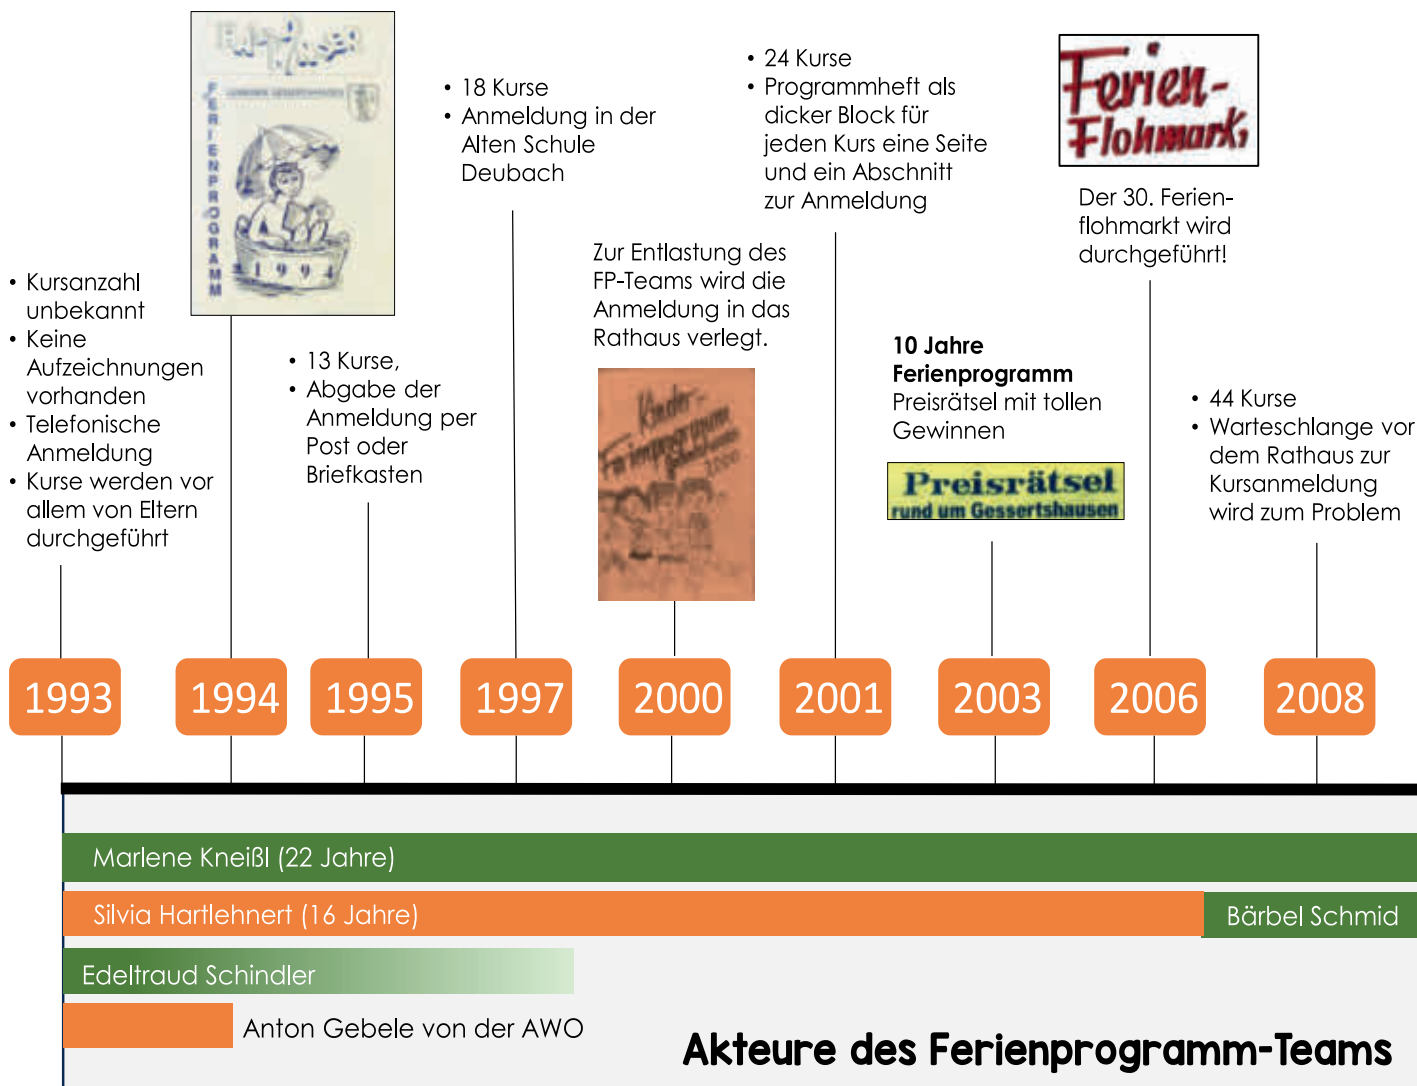 • Kursanzahl
unbekannt
• Keine
Aufzeichnungen
vorhanden
• Telefonische
Anmeldung
• Kurse werden vor
allem von Eltern
durchgeführt
FERIENPROGRAMM
1994
• 13 Kurse,
• Abgabe der
Anmeldung per
Post oder
Briefkasten
• 18 Kurse
• Anmeldung in der
Alten Schule
Deubach
Zur Entlastung des
FP-Teams wird die
Anmeldung in das
Rathaus verlegt.
Kinder-
Ferienprogramm
2000
• 24 Kurse
• Programmheft als
dicker Block für
jeden Kurs eine Seite
und ein Abschnitt
zur Anmeldung
10 Jahre
Ferienprogramm
Preisrätsel mit tollen
Gewinnen
Preisrätsel
rund um Gessertshausen
Ferien-
Flohmarkt
Der 30. Ferien-
flohmarkt wird
durchgeführt!
• 44 Kurse
• Warteschlange vor
dem Rathaus zur
Kursanmeldung
wird zum Problem
1993
1994
1995
1997
2000
2001
2003
2006
2008
Marlene Kneißl (22 Jahre)
Silvia Hartlehnert (16 Jahre)
Bärbel Schmid
Edeltraud Schindler
Anton Gebele von der AWO
Akteure des Ferienprogramm-Teams